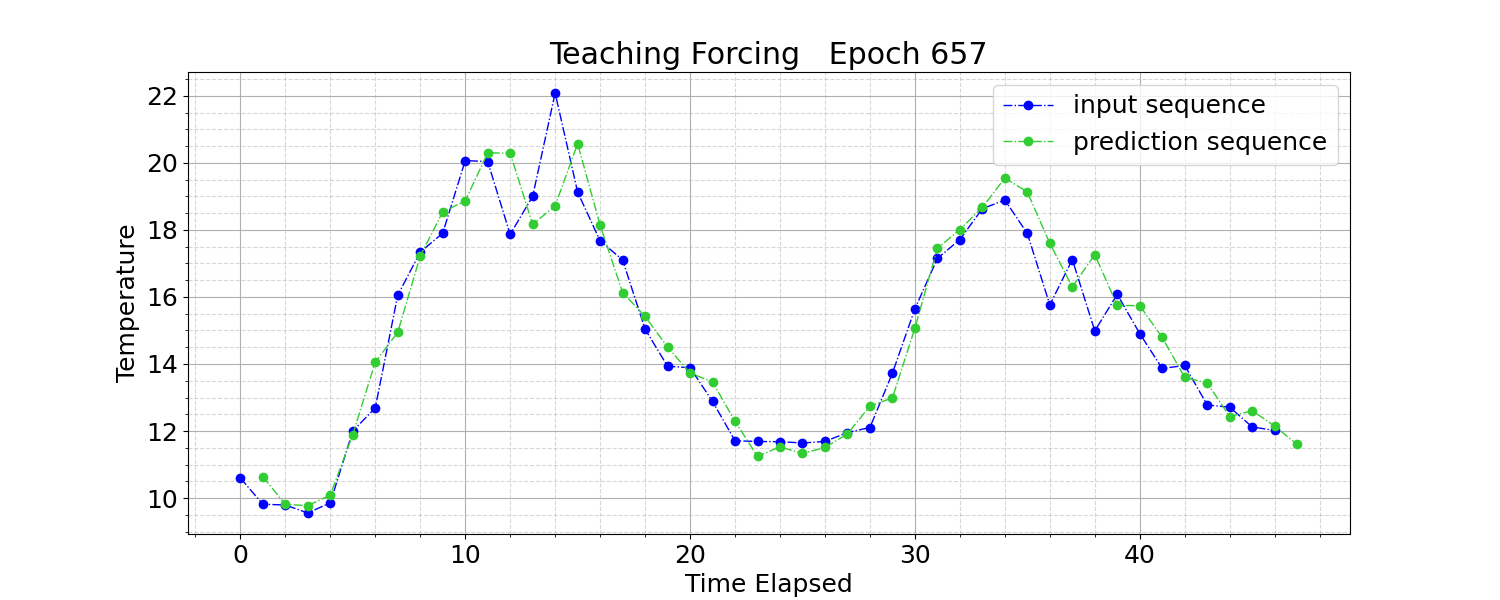 Teaching Forcing   Epoch 657
22
20
18
16
14
12
10
Temperature
input sequence
prediction sequence
0 10 20 30 40
Time Elapsed